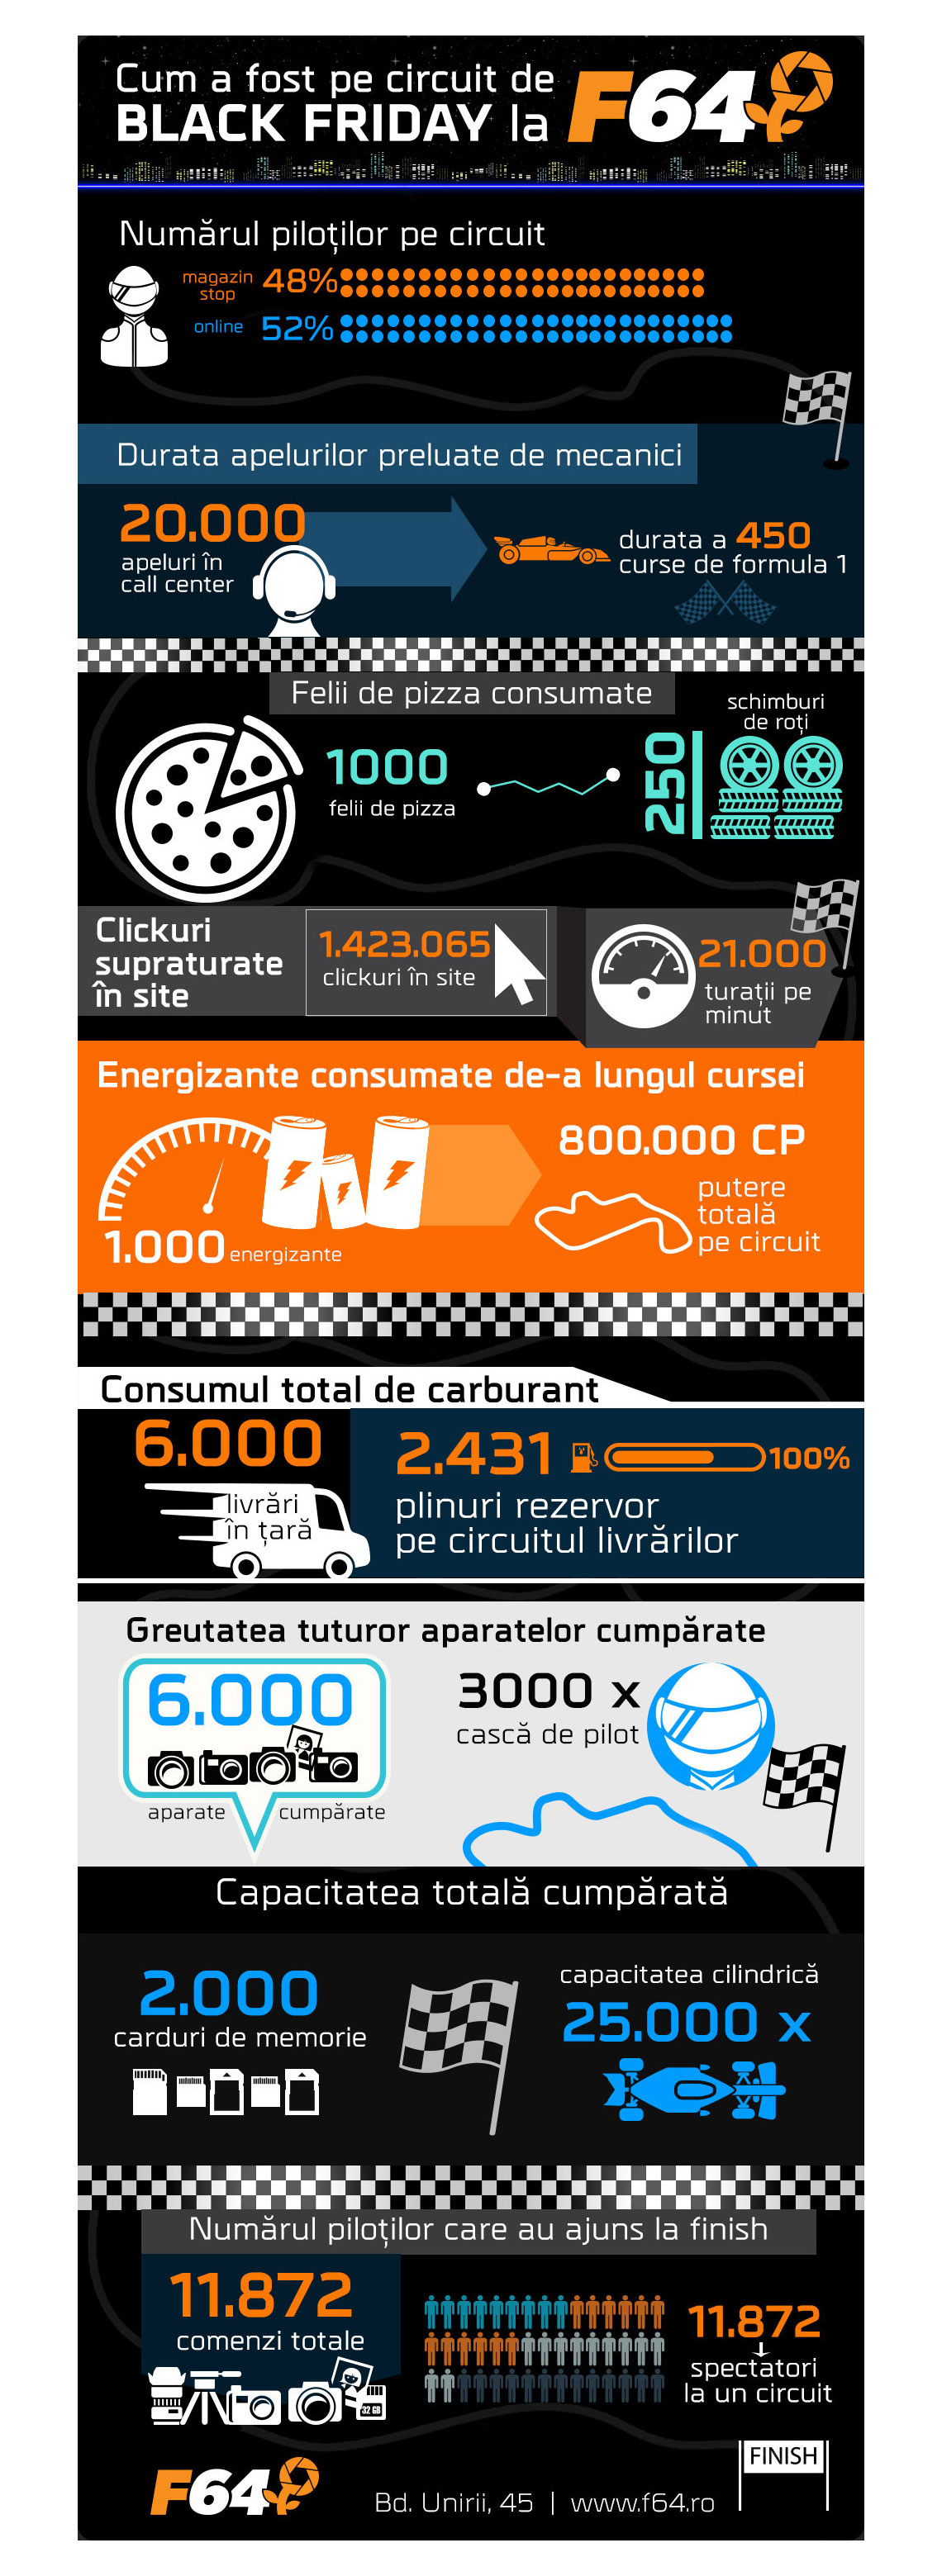 Cum a fost pe circuit de
BLACK FRIDAY la F64
Numărul piloților pe circuit
magazin
stop
48%
online 52%
Durata apelurilor preluate de mecanici
20.000
apeluri în
call center
durata a 450
curse de formula 1
Felii de pizza consumate
1000
felii de pizza
250
schimburi
de roți
Clickuri
supraturate
în site
1.423.065
clickuri în site
21.000
turații pe
minut
Energizante consumate de-a lungul cursei
1.000 energizante
800.000 CP
putere
totală
pe circuit
Consumul total de carburant
6.000
livrări
în țară
2.431
100%
plinuri rezervor
pe circuitul livrărilor
Greutatea tuturor aparatelor cumpărate
6.000
aparate cumpărate
3000 x
cască de pilot
Capacitatea totală cumpărată
2.000
carduri de memorie
capacitatea cilindrică
25.000 x
Numărul piloților care au ajuns la finish
11.872
comenzi totale
32 GB
11.872
spectatori
la un circuit
FINISH
F64
Bd. Unirii, 45 | www.f64.ro